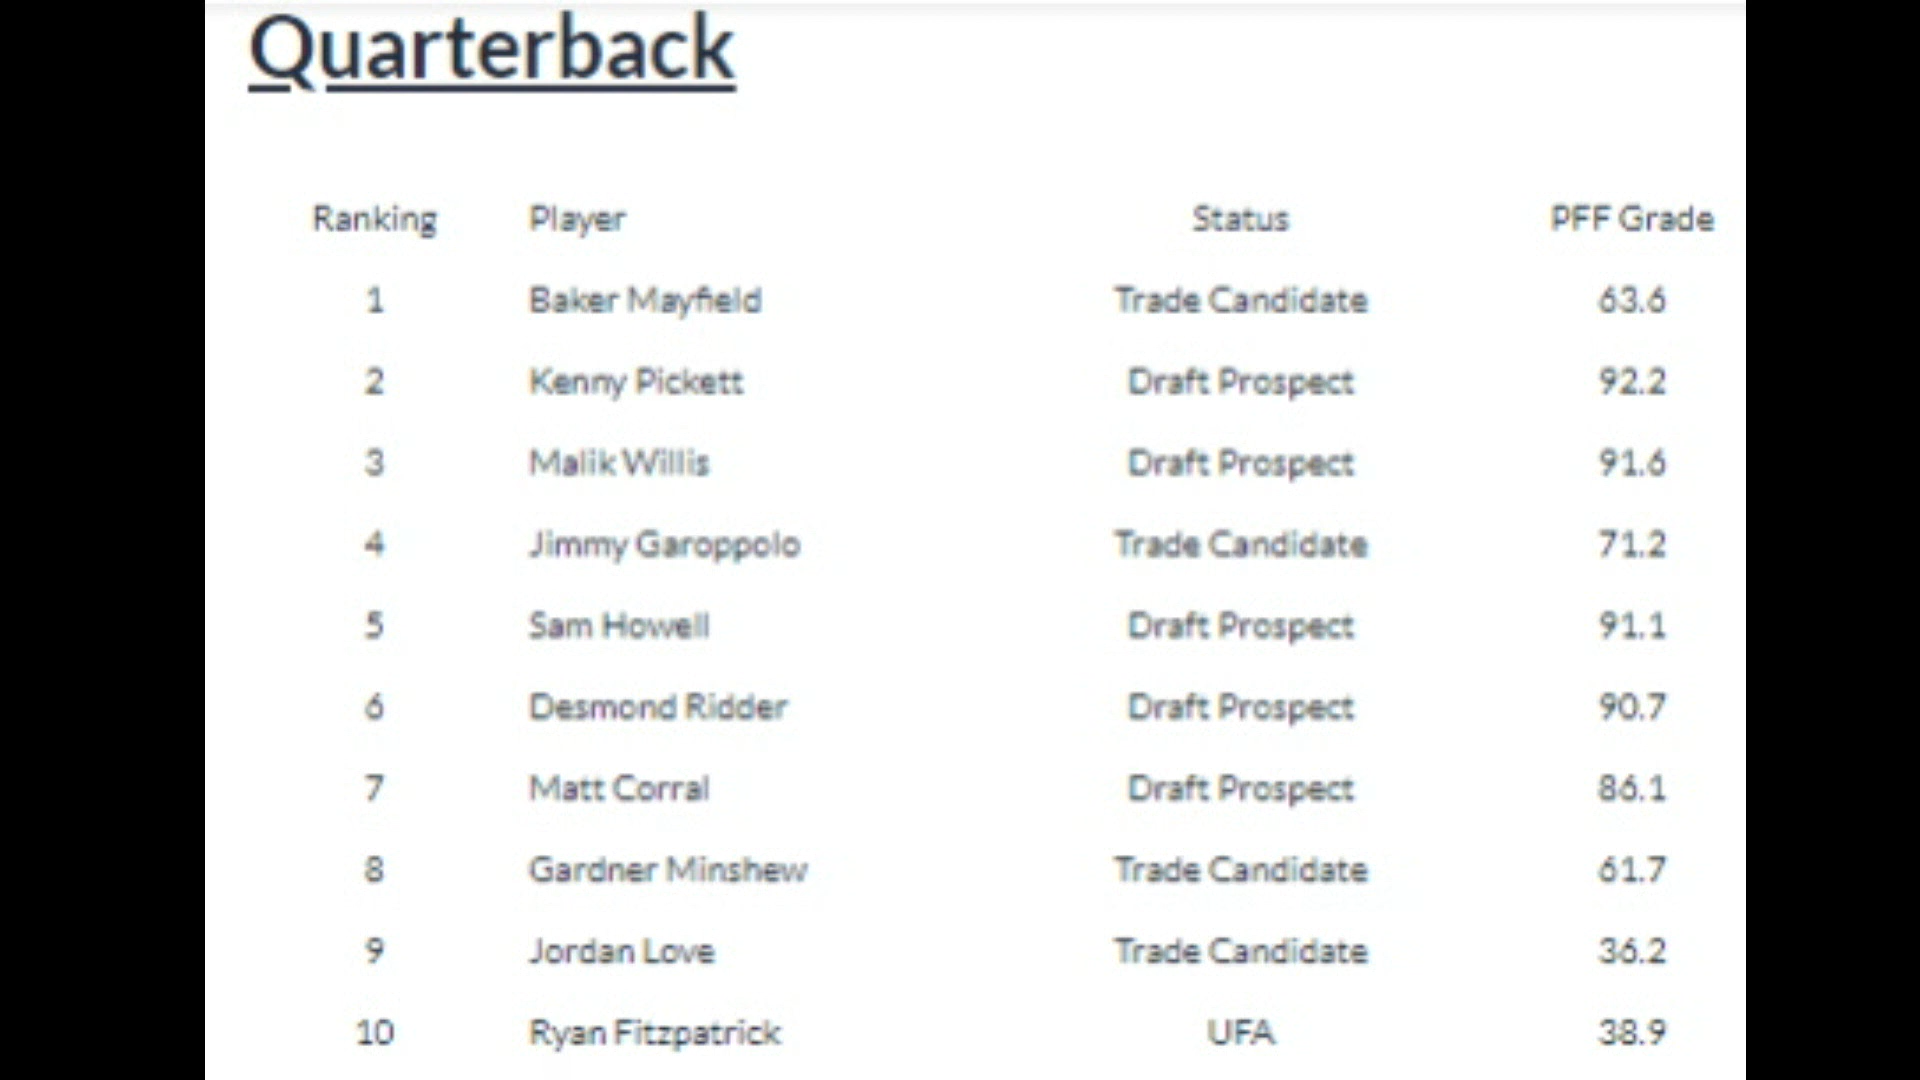 Quarterback
Ranking Player Status PFF Grade
1 Baker Mayfield Trade Candidate 63.6
2 Kenny Pickett Draft Prospect 92.2
3 Malik Willis Draft Prospect 91.6
4 Jimmy Garoppolo Trade Candidate 71.2
5 Sam Howell Draft Prospect 91.1
6 Desmond Ridder Draft Prospect 90.7
7 Matt Corral Draft Prospect 86.1
8 Gardner Minshew Trade Candidate 61.7
9 Jordan Love Trade Candidate 36.2
10 Ryan Fitzpatrick UFA 38.9